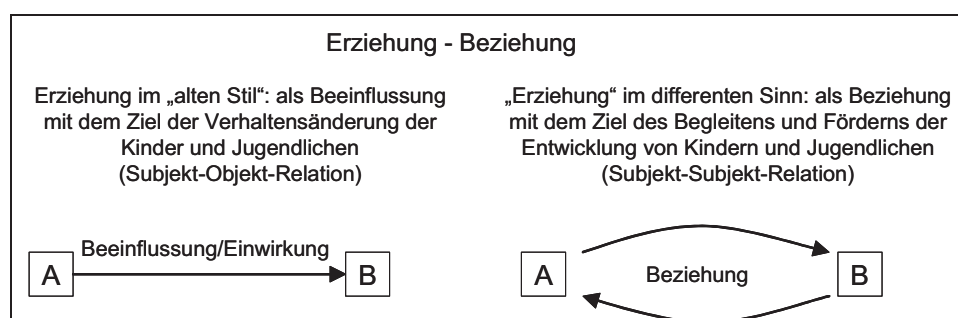 Erziehung - Beziehung
Erziehung im „alten Stil“: als Beeinflussung
mit dem Ziel der Verhaltensänderung der
Kinder und Jugendlichen
(Subjekt-Objekt-Relation)
„Erziehung“ im differenten Sinn: als Beziehung
mit dem Ziel des Begleitens und Förderns der
Entwicklung von Kindern und Jugendlichen
(Subjekt-Subjekt-Relation)
A Beeinflussung/Einwirkung B
A Beziehung B